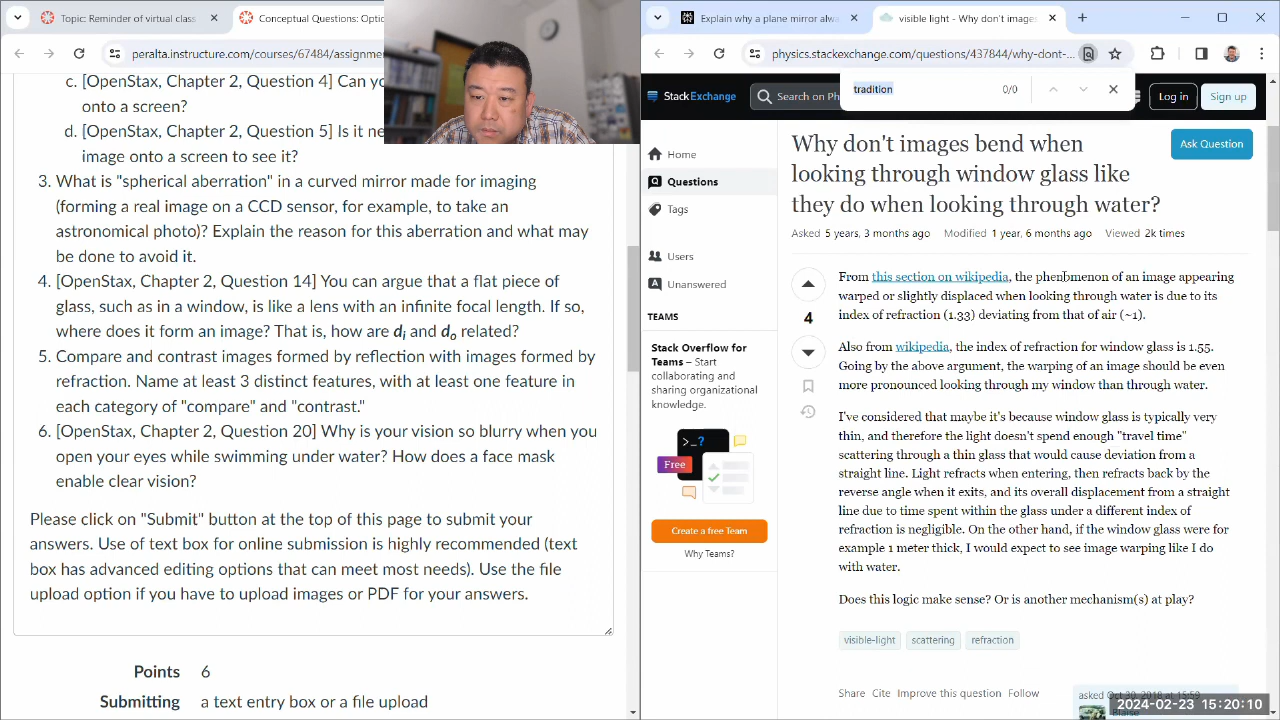 Topic: Reminder of virtual class
Conceptual Questions: Optic
Explain why a plane mirror alwa
visible light - Why don't images
peralta.instructure.com/courses/67484/assignme
physics.stackexchange.com/questions/437844/why-dont-...
tradition 0/0
StackExchange
Search on Ph
Log in
Sign up
c. [OpenStax, Chapter 2, Question 4] Can yo
onto a screen?
d. [OpenStax, Chapter 2, Question 5] Is it ne
image onto a screen to see it?
3. What is "spherical aberration" in a curved mirror made for imaging
(forming a real image on a CCD sensor, for example, to take an
astronomical photo)? Explain the reason for this aberration and what may
be done to avoid it.
4. [OpenStax, Chapter 2, Question 14] You can argue that a flat piece of
glass, such as in a window, is like a lens with an infinite focal length. If so,
where does it form an image? That is, how are di and do related?
5. Compare and contrast images formed by reflection with images formed by
refraction. Name at least 3 distinct features, with at least one feature in
each category of "compare" and "contrast."
6. [OpenStax, Chapter 2, Question 20] Why is your vision so blurry when you
open your eyes while swimming under water? How does a face mask
enable clear vision?
Please click on "Submit" button at the top of this page to submit your
answers. Use of text box for online submission is highly recommended (text
box has advanced editing options that can meet most needs). Use the file
upload option if you have to upload images or PDF for your answers.
Points 6
Submitting a text entry box or a file upload
Home
Questions
Tags
Users
Unanswered
TEAMS
Stack Overflow for
Teams – Start
collaborating and
sharing organizational
knowledge.
>_?
Free
Create a free Team
Why Teams?
Why don't images bend when
looking through window glass like
they do when looking through water?
Ask Question
Asked 5 years, 3 months ago Modified 1 year, 6 months ago Viewed 2k times
4
From this section on wikipedia, the phenomenon of an image appearing
warped or slightly displaced when looking through water is due to its
index of refraction (1.33) deviating from that of air (~1).
Also from wikipedia, the index of refraction for window glass is 1.55.
Going by the above argument, the warping of an image should be even
more pronounced looking through my window than through water.
I've considered that maybe it's because window glass is typically very
thin, and therefore the light doesn't spend enough "travel time"
scattering through a thin glass that would cause deviation from a
straight line. Light refracts when entering, then refracts back by the
reverse angle when it exits, and its overall displacement from a straight
line due to time spent within the glass under a different index of
refraction is negligible. On the other hand, if the window glass were for
example 1 meter thick, I would expect to see image warping like I do
with water.
Does this logic make sense? Or is another mechanism(s) at play?
visible-light scattering refraction
Share Cite Improve this question Follow
asked Oct 30, 2018 at 15:59
Blaise
2024-02-23 15:20:10